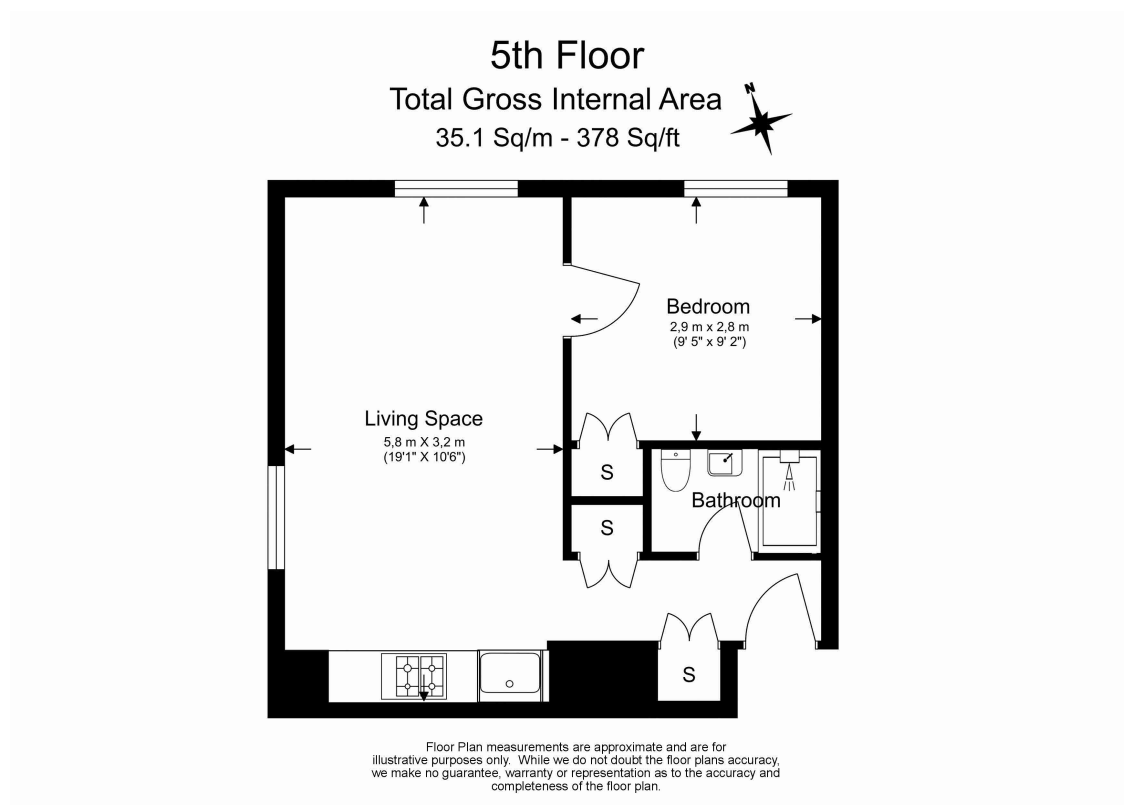 5th Floor
Total Gross Internal Area
35.1 Sq/m - 378 Sq/ft
N
Bedroom
2,9 m x 2,8 m
(9' 5" x 9' 2")
Living Space
5,8 m X 3,2 m
(19'1" X 10'6")
S
Bathroom
S
S
Floor Plan measurements are approximate and are for
illustrative purposes only. While we do not doubt the floor plans accuracy,
we make no guarantee, warranty or representation as to the accuracy and
completeness of the floor plan.